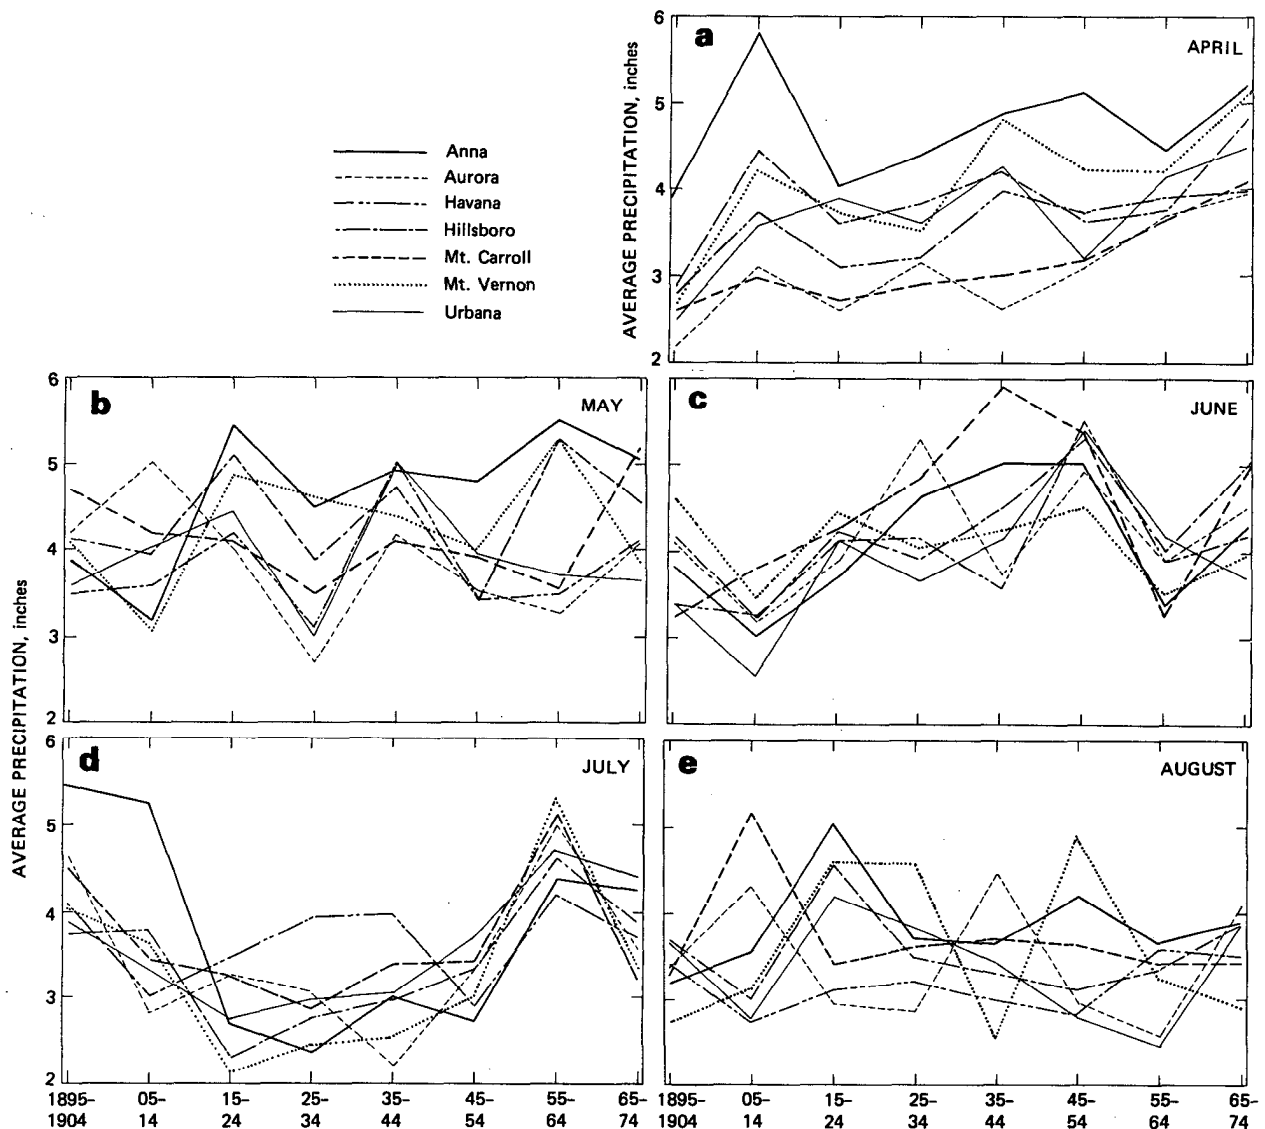 a
APRIL
6
5
4
3
2
AVERAGE PRECIPITATION, inches
Anna
Aurora
Havana
Hillsboro
Mt. Carroll
Mt. Vernon
Urbana
b
MAY
6
5
4
3
2
c
JUNE
AVERAGE PRECIPITATION, inches
d
JULY
6
5
4
3
2
e
AUGUST
1895- 05- 15- 25- 35- 45- 55- 65-
1904 14 24 34 44 54 64 74
1895- 05- 15- 25- 35- 45- 55- 65-
1904 14 24 34 44 54 64 74